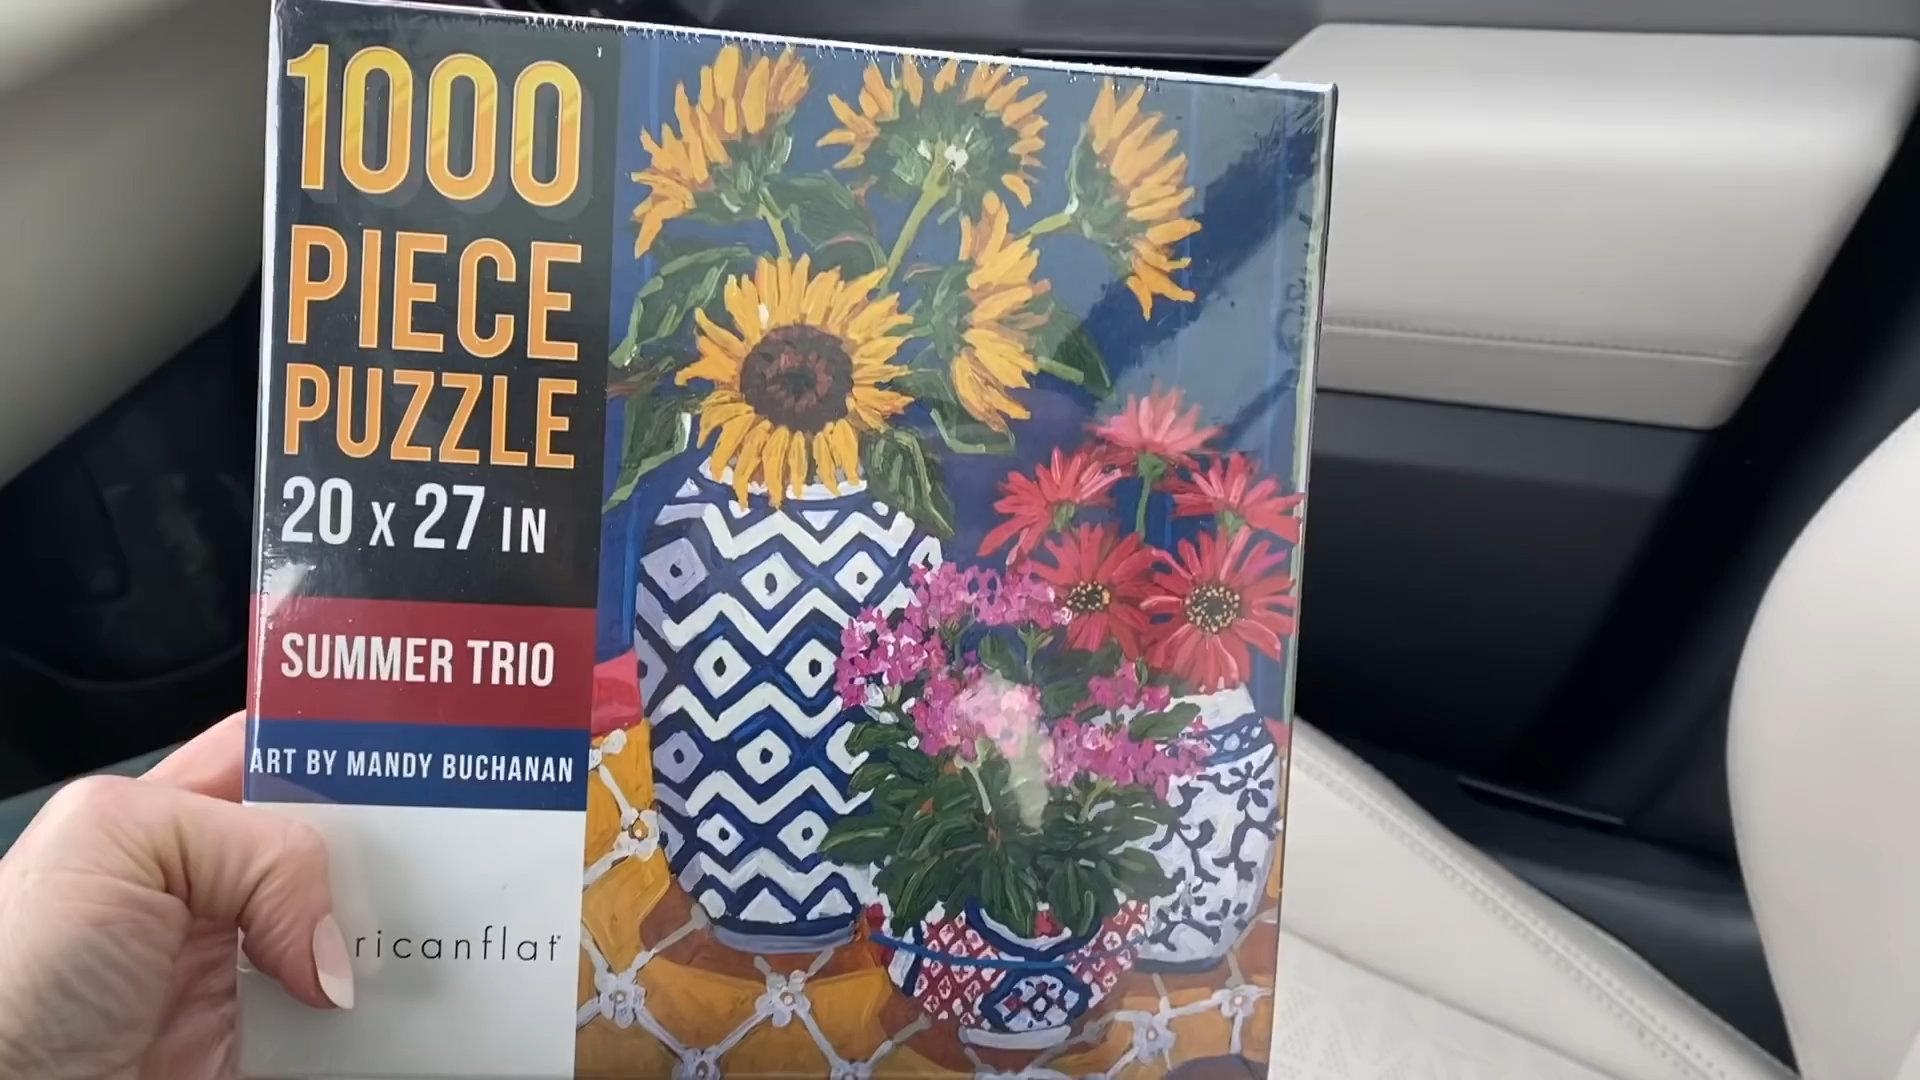 1000
PIECE
PUZZLE
20 x 27 IN
SUMMER TRIO
ART BY MANDY BUCHANAN
ricanflat